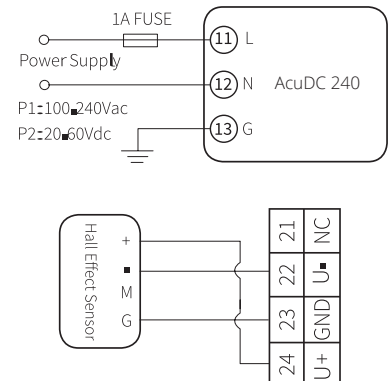 1A FUSE
11 L
Power Supply
12 N AcuDC 240
P1:100-240Vac
P2:20-60Vdc
13 G
Hall Effect Sensor
+
-
M
G
21 NC
22 U-
23 GND
24 U+